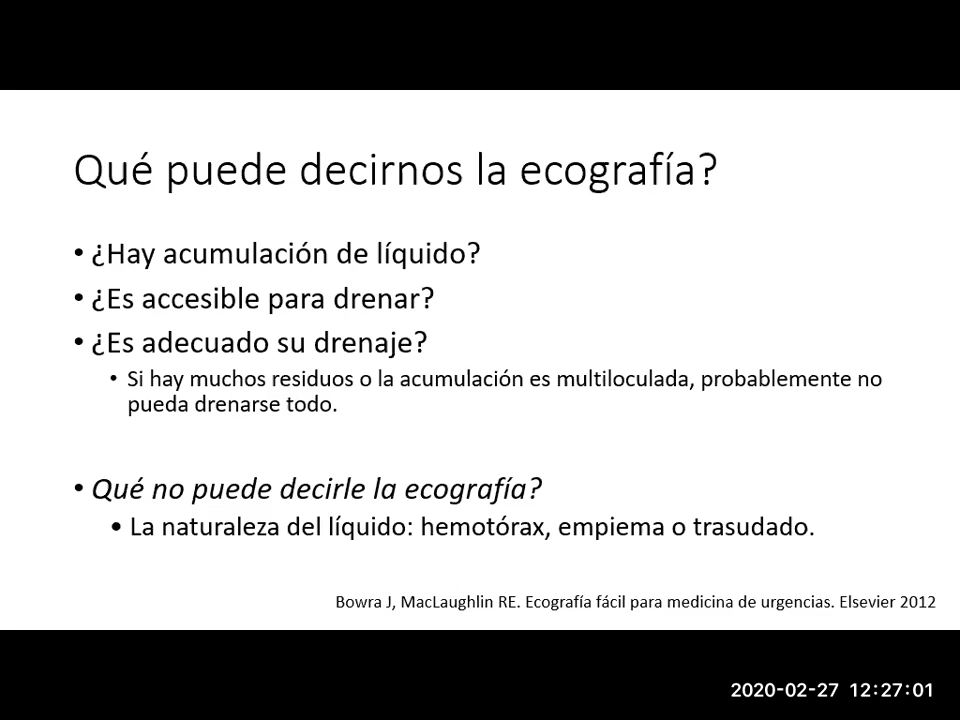 Qué puede decirnos la ecografía?
• ¿Hay acumulación de líquido?
• ¿Es accesible para drenar?
• ¿Es adecuado su drenaje?
• Si hay muchos residuos o la acumulación es multiloculada, probablemente no
pueda drenarse todo.
• Qué no puede decirle la ecografía?
• La naturaleza del líquido: hemotórax, empiema o trasudado.
Bowra J, MacLaughlin RE. Ecografía fácil para medicina de urgencias. Elsevier 2012
2020-02-27 12:27:01